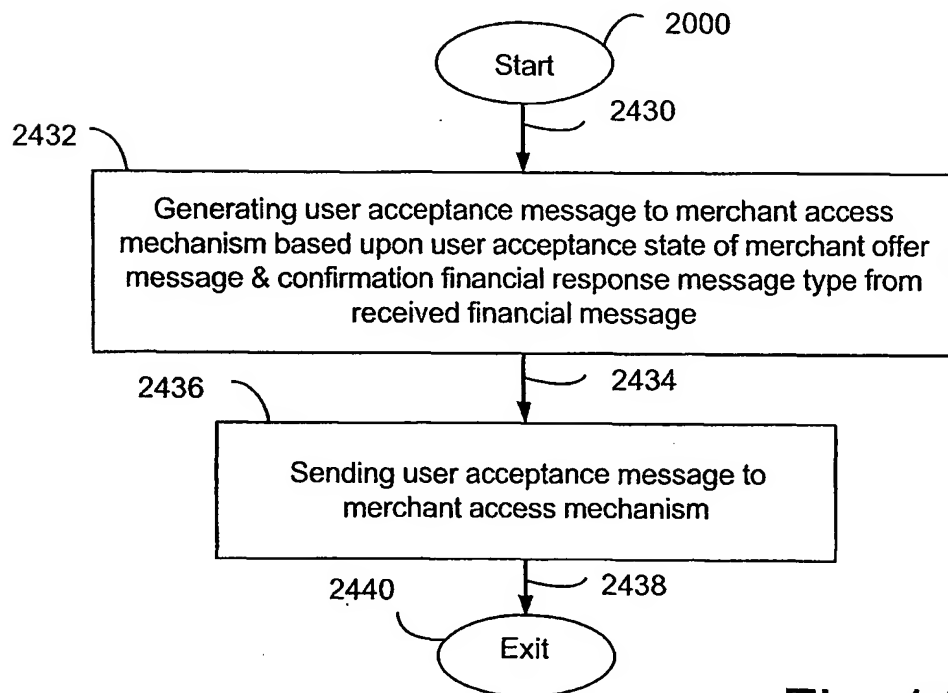 2000
Start
2430
2432
Generating user acceptance message to merchant access
mechanism based upon user acceptance state of merchant offer
message & confirmation financial response message type from
received financial message
2434
2436
Sending user acceptance message to
merchant access mechanism
2438
2440
Exit